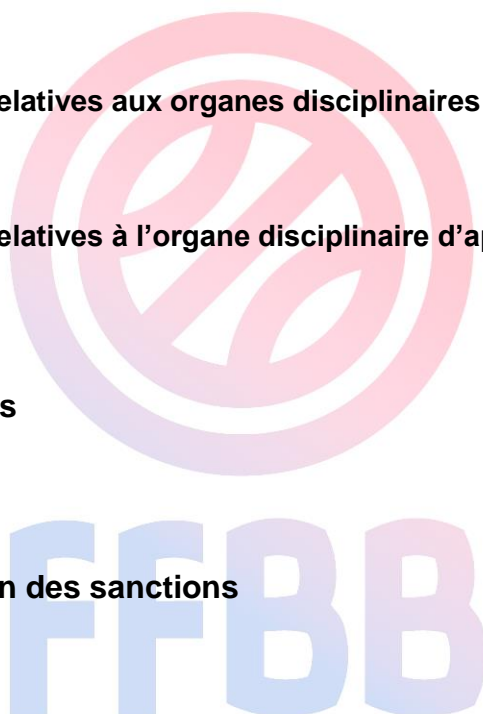 elatives aux organes disciplinaires
elatives à l'organe disciplinaire d'ap
s
n des sanctions
FFBB